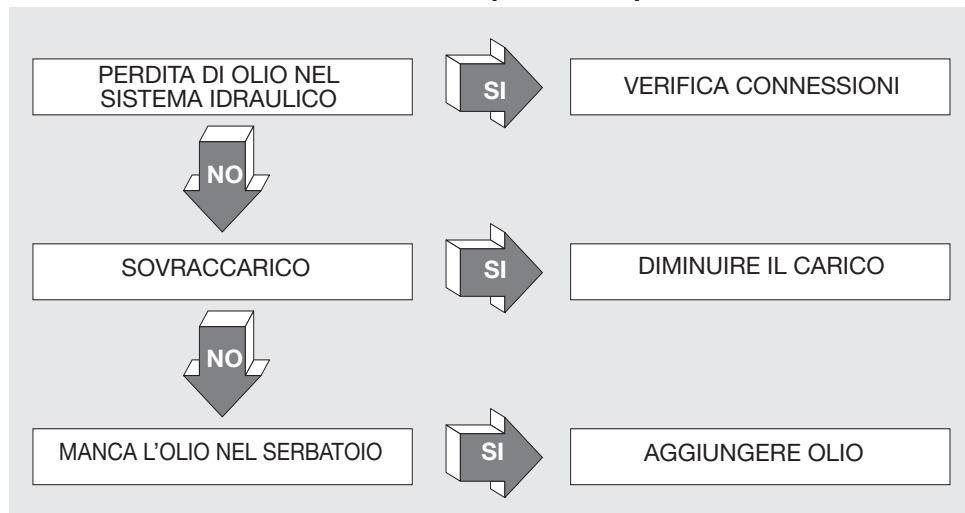 PERDITA DI OLIO NEL
SISTEMA IDRAULICO
SI
VERIFICA CONNESSIONI
NO
SOVRACCARICO
SI
DIMINUIRE IL CARICO
NO
MANCA L'OLIO NEL SERBATOIO
SI
AGGIUNGERE OLIO